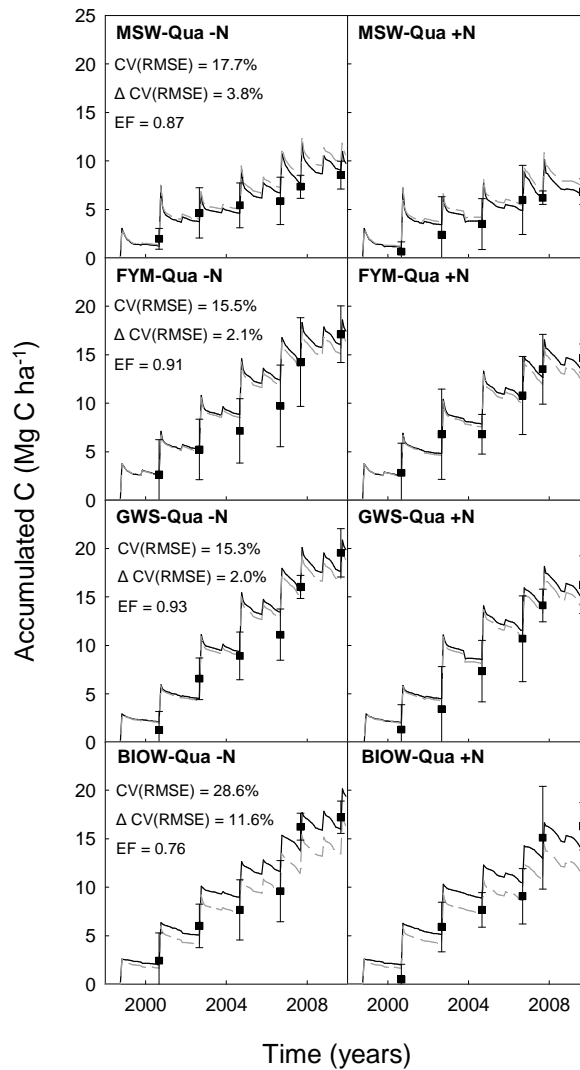 25
MSW-Qua -N
MSW-Qua +N
CV(RMSE) = 17.7%
20
Δ CV(RMSE) = 3.8%
15
EF = 0.87
10
5
0
FYM-Qua -N
FYM-Qua +N
20
CV(RMSE) = 15.5%
Δ CV(RMSE) = 2.1%
15
EF = 0.91
10
5
0
GWS-Qua -N
GWS-Qua +N
20
CV(RMSE) = 15.3%
Δ CV(RMSE) = 2.0%
15
EF = 0.93
10
5
0
BIOW-Qua -N
BIOW-Qua +N
20
CV(RMSE) = 28.6%
Δ CV(RMSE) = 11.6%
15
EF = 0.76
10
5
0
Accumulated C (Mg C ha⁻¹)
2000 2004 2008 2000 2004 2008
Time (years)